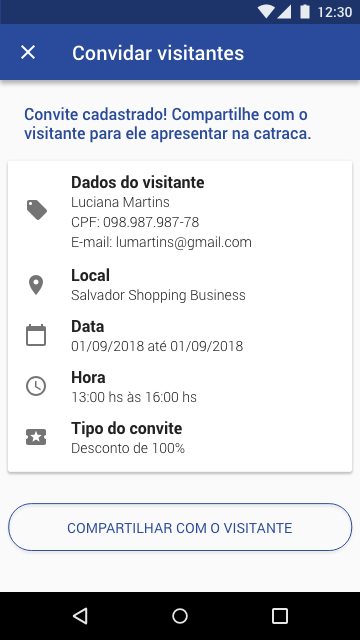 12:30
Convidar visitantes
Convite cadastrado! Compartilhe com o
visitante para ele apresentar na catraca.
Dados do visitante
Luciana Martins
CPF: 098.987.987-78
E-mail: lumartins@gmail.com
Local
Salvador Shopping Business
Data
01/09/2018 até 01/09/2018
Hora
13:00 hs às 16:00 hs
Tipo do convite
Desconto de 100%
COMPARTILHAR COM O VISITANTE